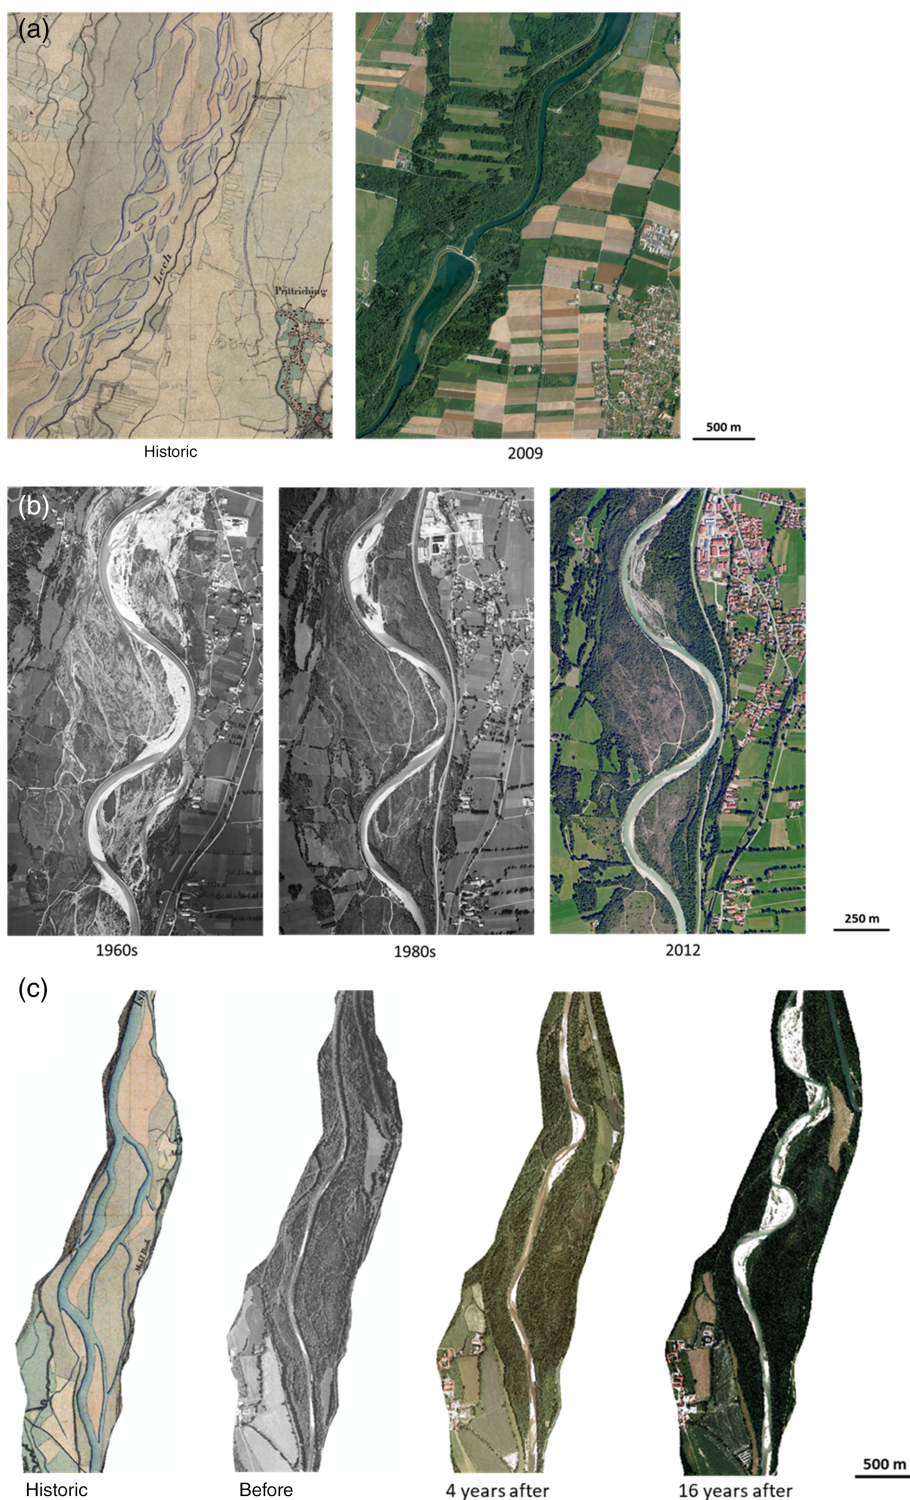 (a)
Lech
Prittriching
Historic
2009
500 m
(b)
1960s
1980s
2012
250 m
(c)
Historic
Before
4 years after
16 years after
500 m